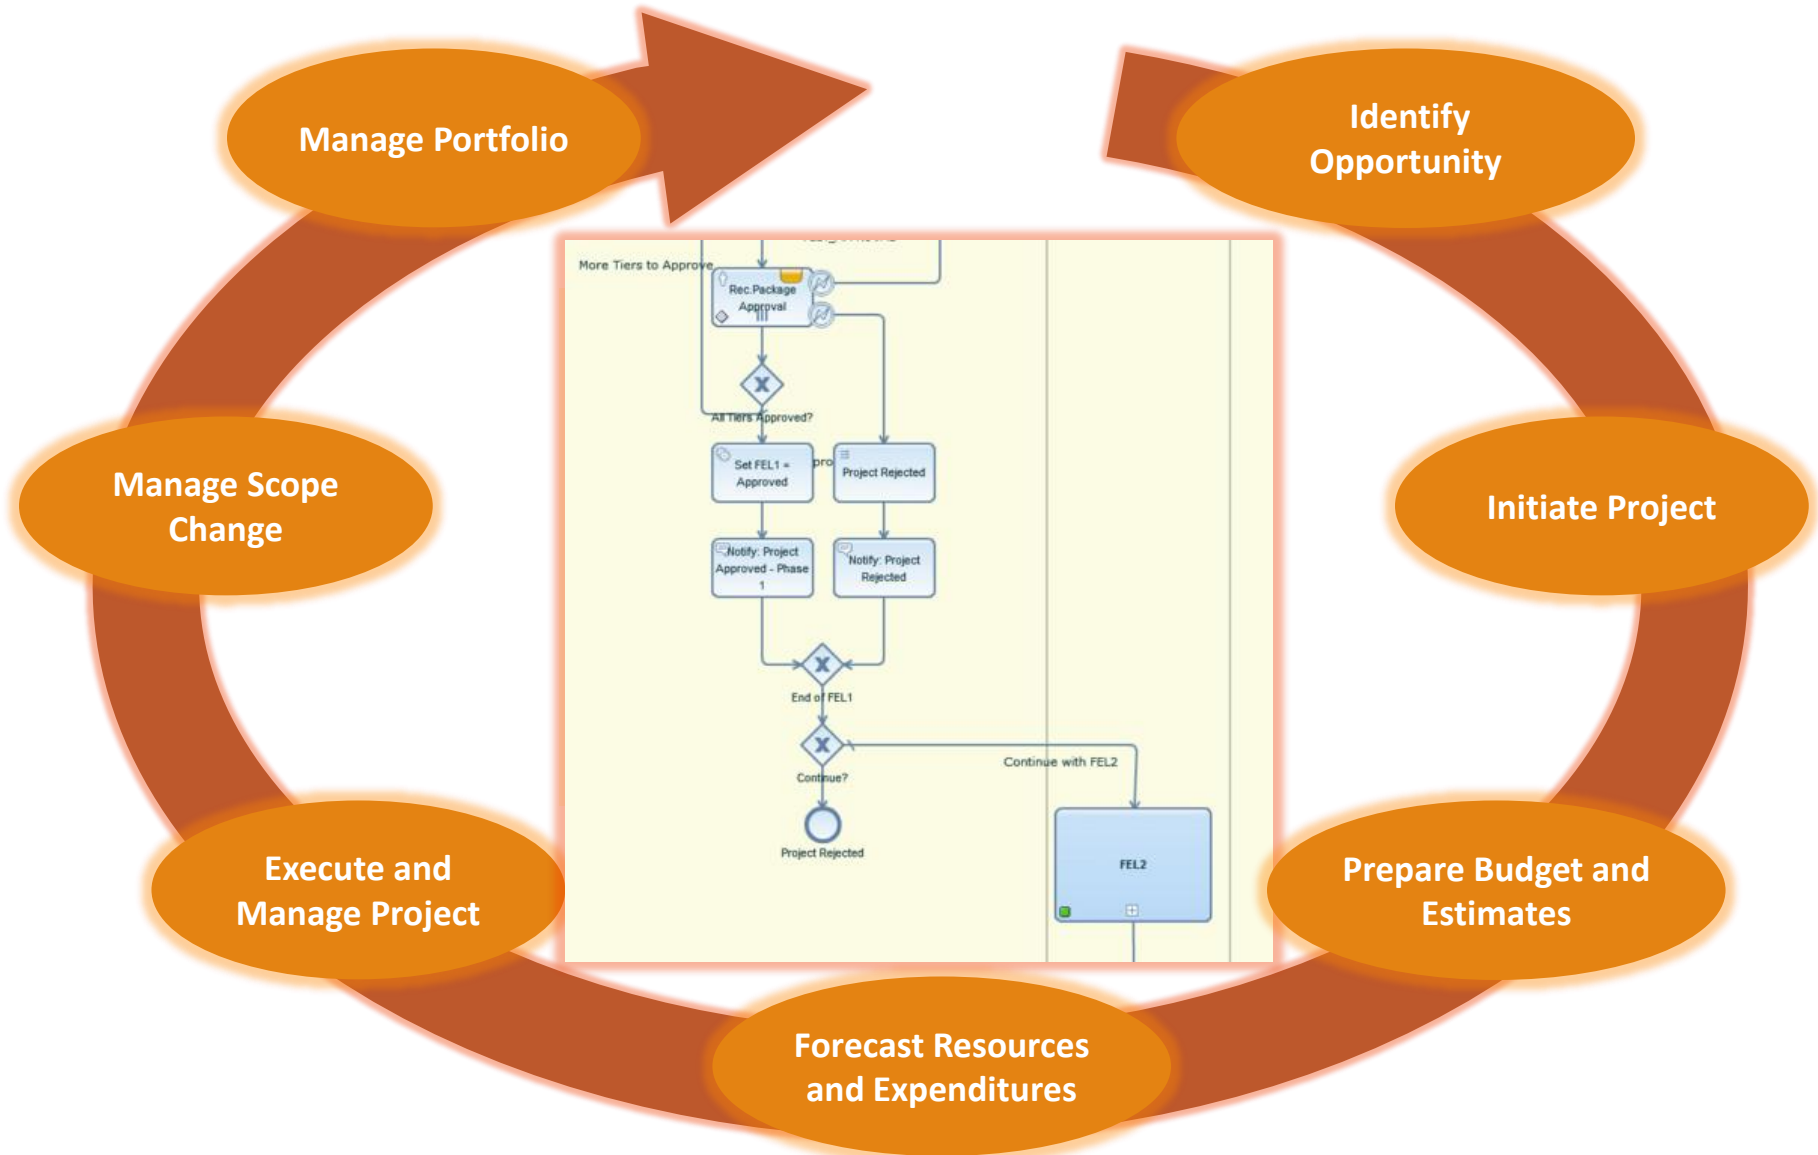 Manage Portfolio
Identify
Opportunity
More Tiers to Approve
Rec.Package
Approval
All Tiers Approved?
Set FEL1 =
Approved
Project Rejected
Notify: Project
Approved - Phase
1
Notify: Project
Rejected
End of FEL1
Continue with FEL2
Continue?
Project Rejected
FEL2
Manage Scope
Change
Initiate Project
Execute and
Manage Project
Prepare Budget and
Estimates
Forecast Resources
and Expenditures